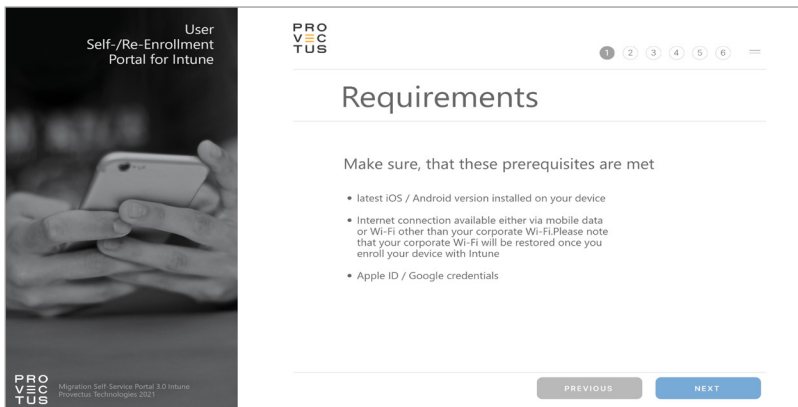 User
Self-/Re-Enrollment
Portal for Intune
PRO
VEC
TUS
Migration Self-Service Portal 3.0 Intune
Provectus Technologies 2021
PRO
VEC
TUS
1 2 3 4 5 6
Requirements
Make sure, that these prerequisites are met
• latest iOS / Android version installed on your device
• Internet connection available either via mobile data
or Wi-Fi other than your corporate Wi-Fi.Please note
that your corporate Wi-Fi will be restored once you
enroll your device with Intune
• Apple ID / Google credentials
PREVIOUS
NEXT